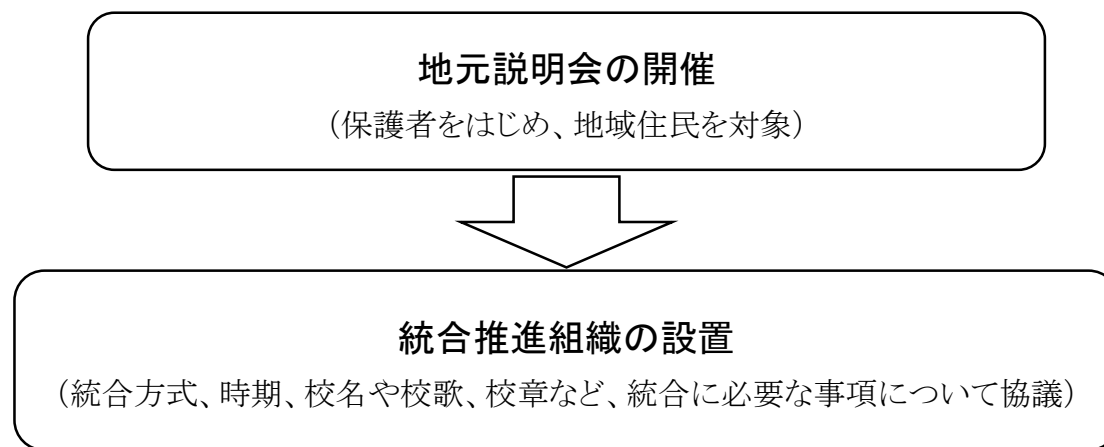 地元説明会の開催
（保護者をはじめ、地域住民を対象）
統合推進組織の設置
（統合方式、時期、校名や校歌、校章など、統合に必要な事項について協議）